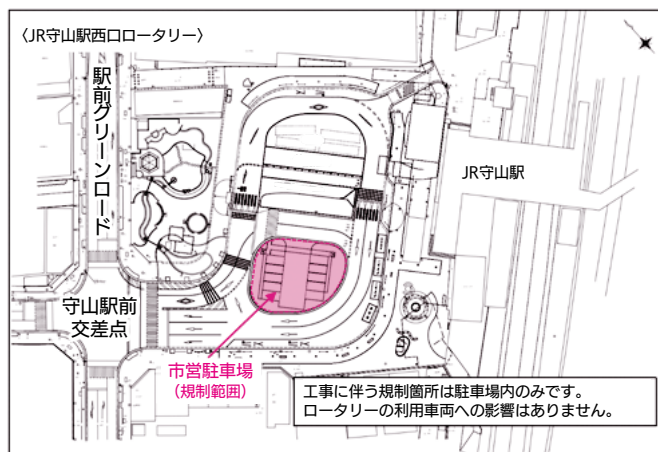 〈JR守山駅西口ロータリー〉
駅前グリーンロード
JR守山駅
守山駅前
交差点
市営駐車場
（規制範囲）
工事に伴う規制箇所は駐車場内のみです。
ロータリーの利用車両への影響はありません。